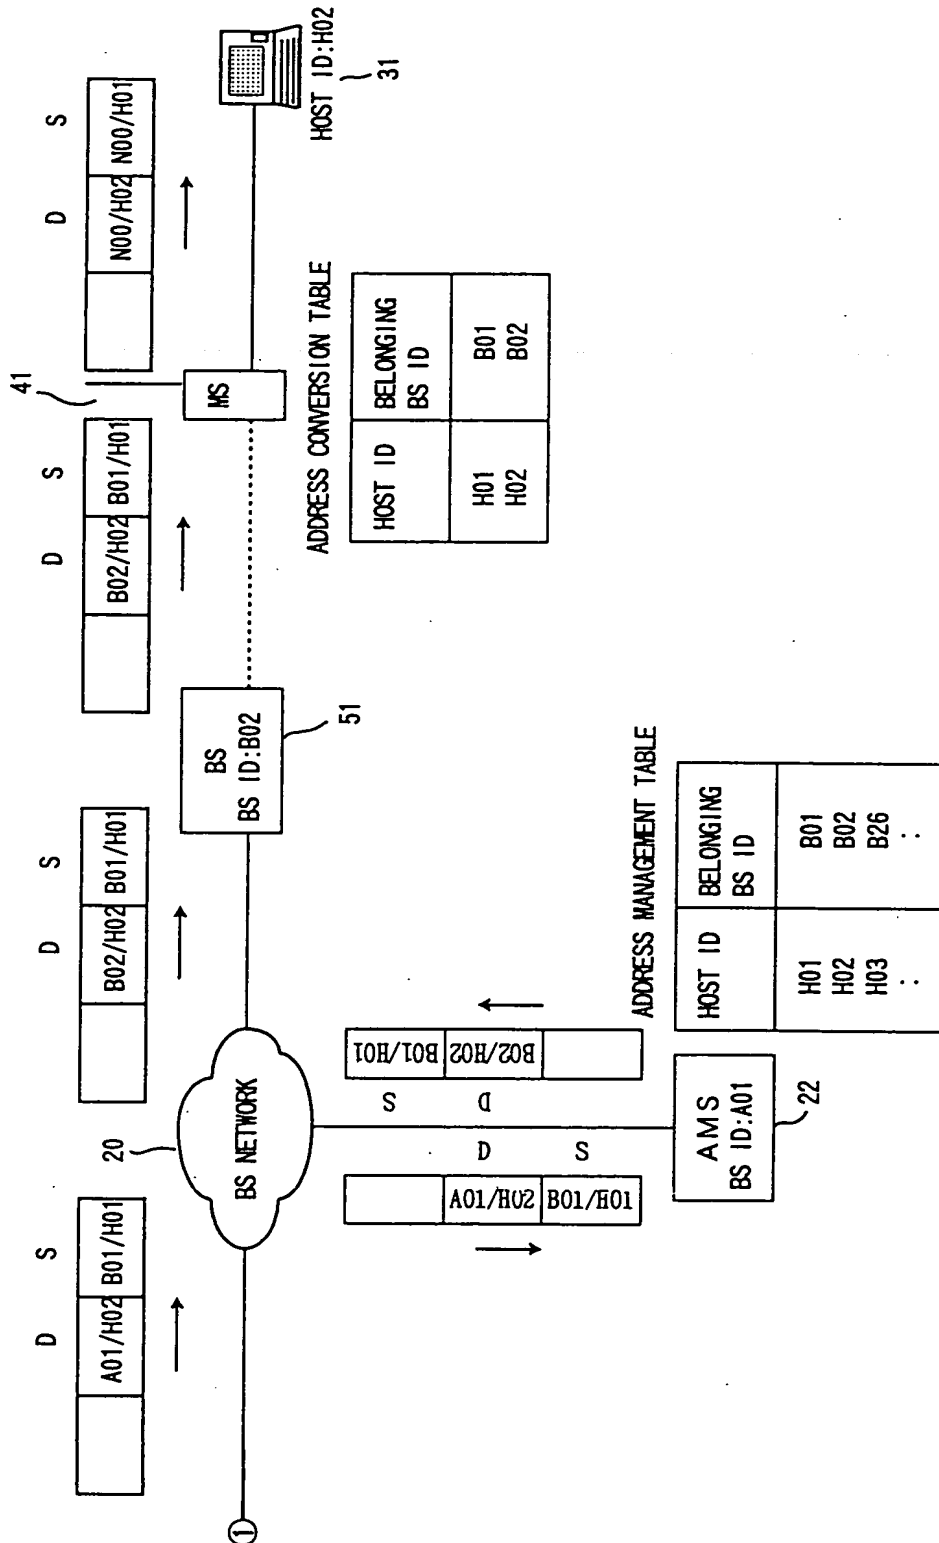 D S
A01/H02 B01/H01
D S
B02/H02 B01/H01
D S
B02/H02 B01/H01
D S
N00/H02 N00/H01
41
1
20
BS NETWORK
BS
BS ID:B02
51
MS
HOST ID:H02
31
ADDRESS CONVERSION TABLE
HOST ID BELONGING
BS ID
H01 B01
H02 B02
D S
A01/H02 B01/H01
S D
B01/H01 B02/H02
AMS
BS ID:A01
22
ADDRESS MANAGEMENT TABLE
HOST ID BELONGING
BS ID
H01 B01
H02 B02
H03 B26
: :